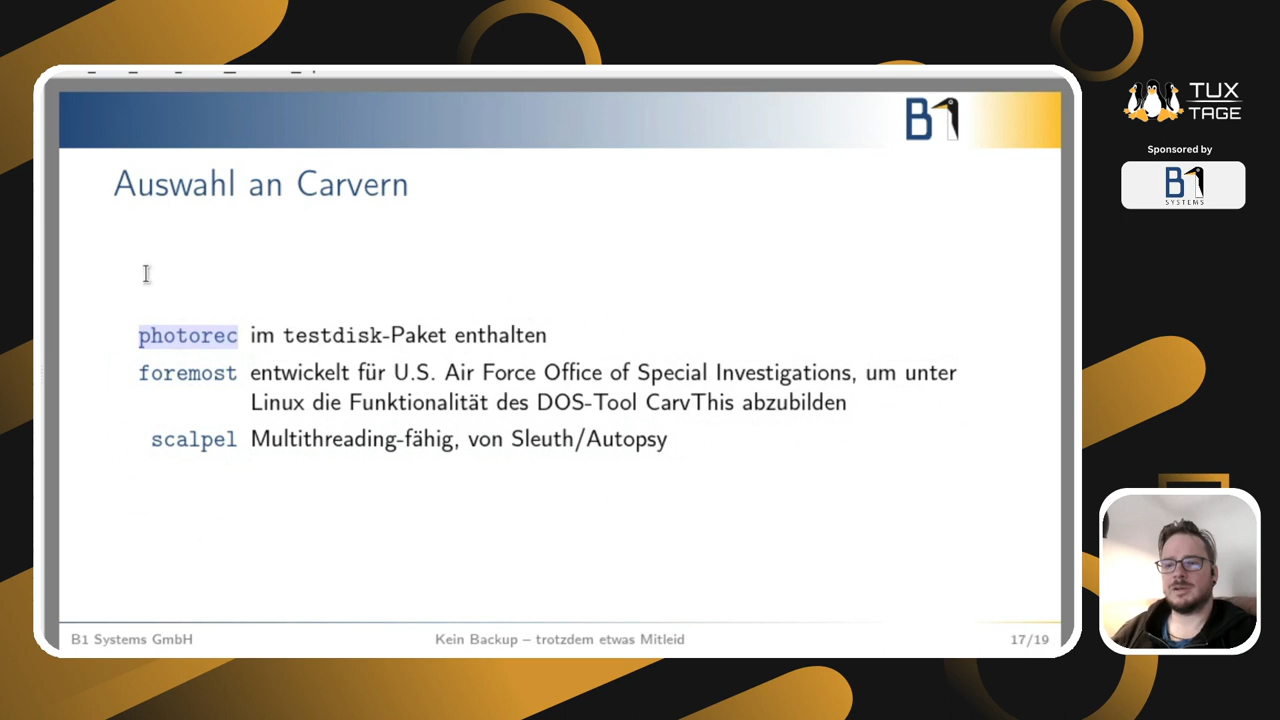 B1
TUX
TAGE
Sponsored by
B1
SYSTEMS
Auswahl an Carvern
photorec im testdisk-Paket enthalten
foremost entwickelt für U.S. Air Force Office of Special Investigations, um unter
Linux die Funktionalität des DOS-Tool CarvThis abzubilden
scalpel Multithreading-fähig, von Sleuth/Autopsy
B1 Systems GmbH
Kein Backup – trotzdem etwas Mitleid
17/19